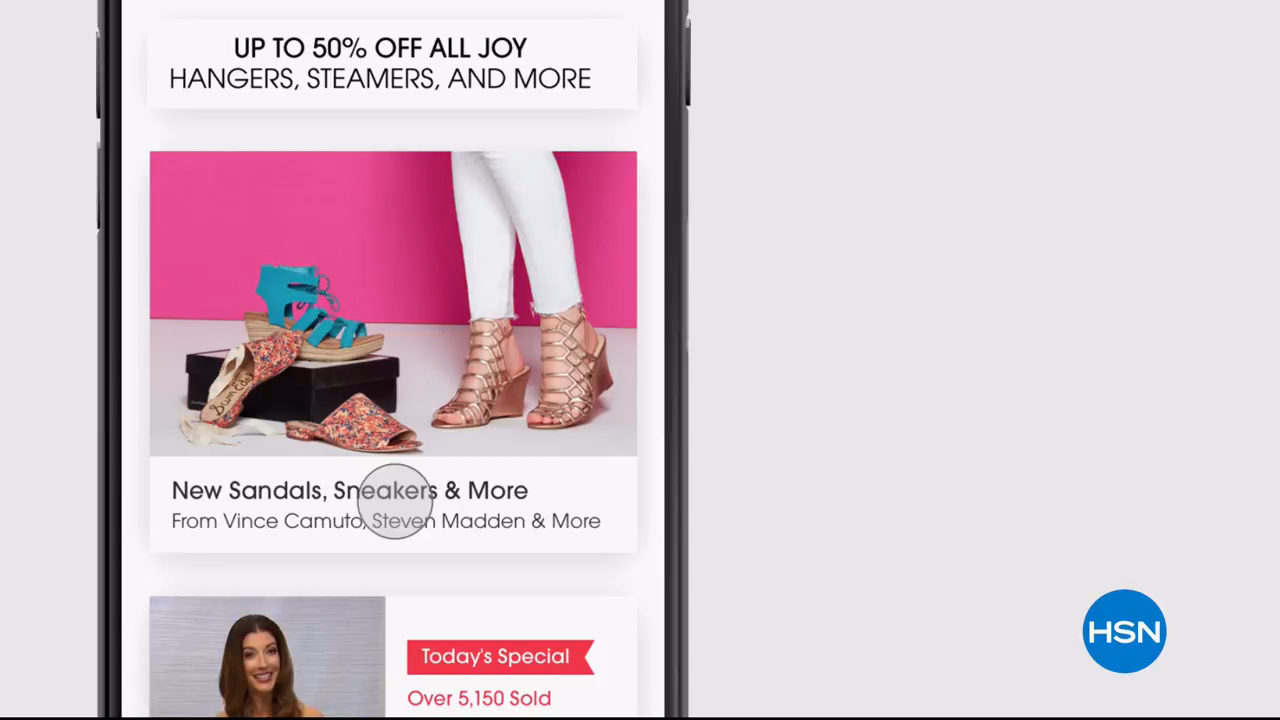 UP TO 50% OFF ALL JOY
HANGERS, STEAMERS, AND MORE
New Sandals, Sneakers & More
From Vince Camuto, Steven Madden & More
Today's Special
Over 5,150 Sold
HSN